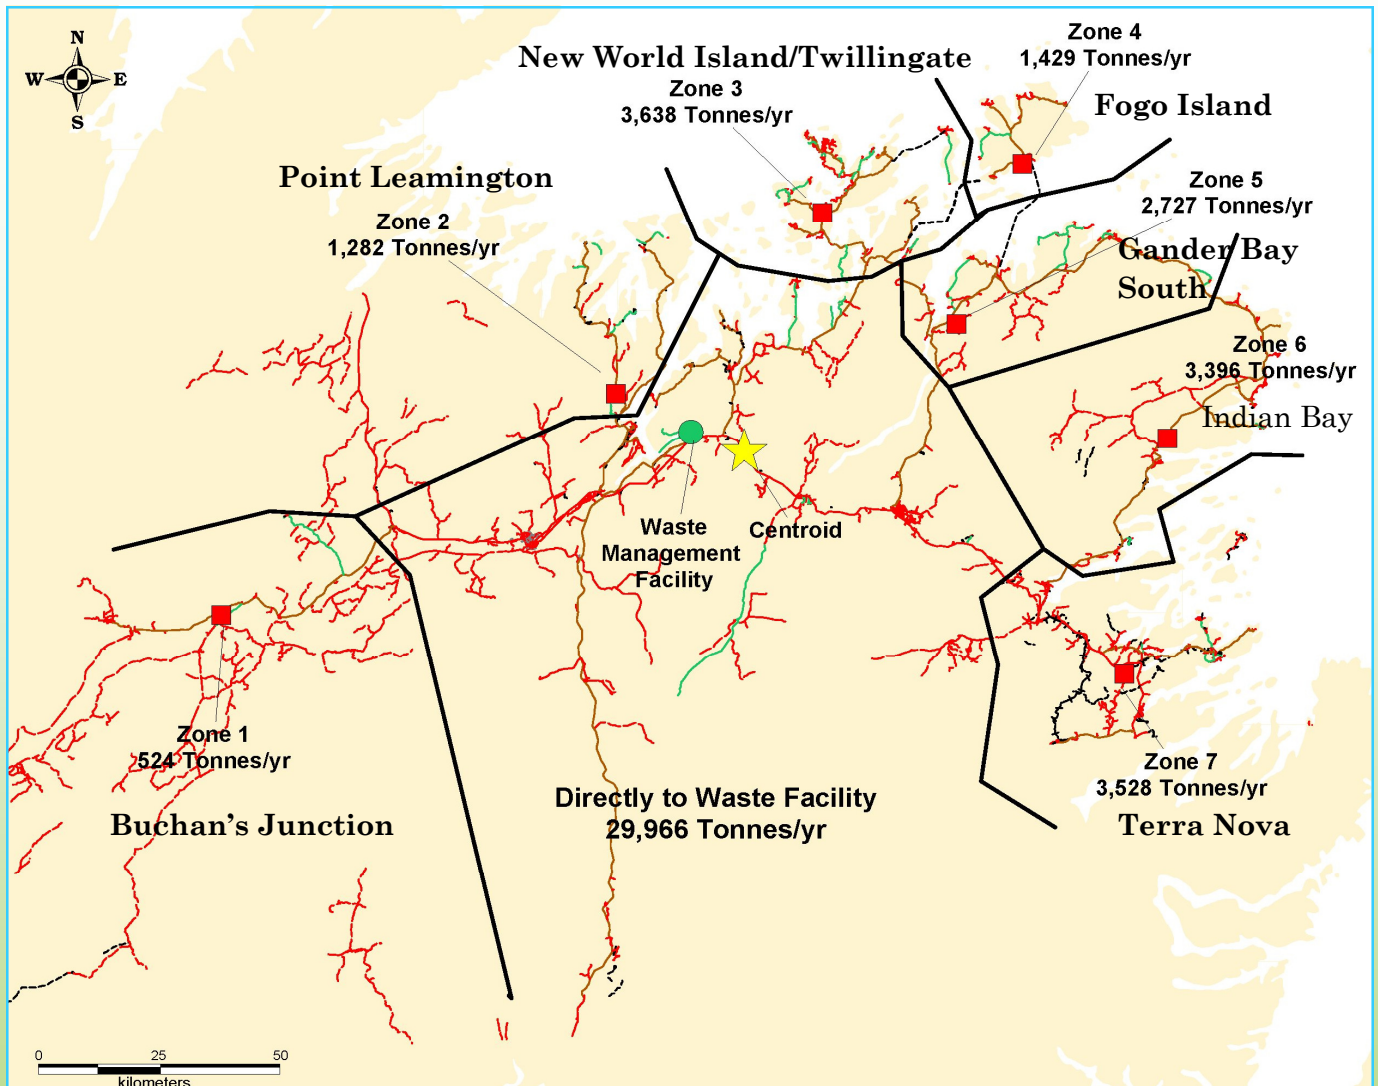 N
W E
S
New World Island/Twillingate
Zone 3
3,638 Tonnes/yr
Zone 4
1,429 Tonnes/yr
Fogo Island
Point Leamington
Zone 2
1,282 Tonnes/yr
Zone 5
2,727 Tonnes/yr
Gander Bay
South
Zone 6
3,396 Tonnes/yr
Indian Bay
Waste
Management
Facility
Centroid
Zone 1
524 Tonnes/yr
Buchan's Junction
Directly to Waste Facility
29,966 Tonnes/yr
Zone 7
3,528 Tonnes/yr
Terra Nova
0 25 50
kilometers